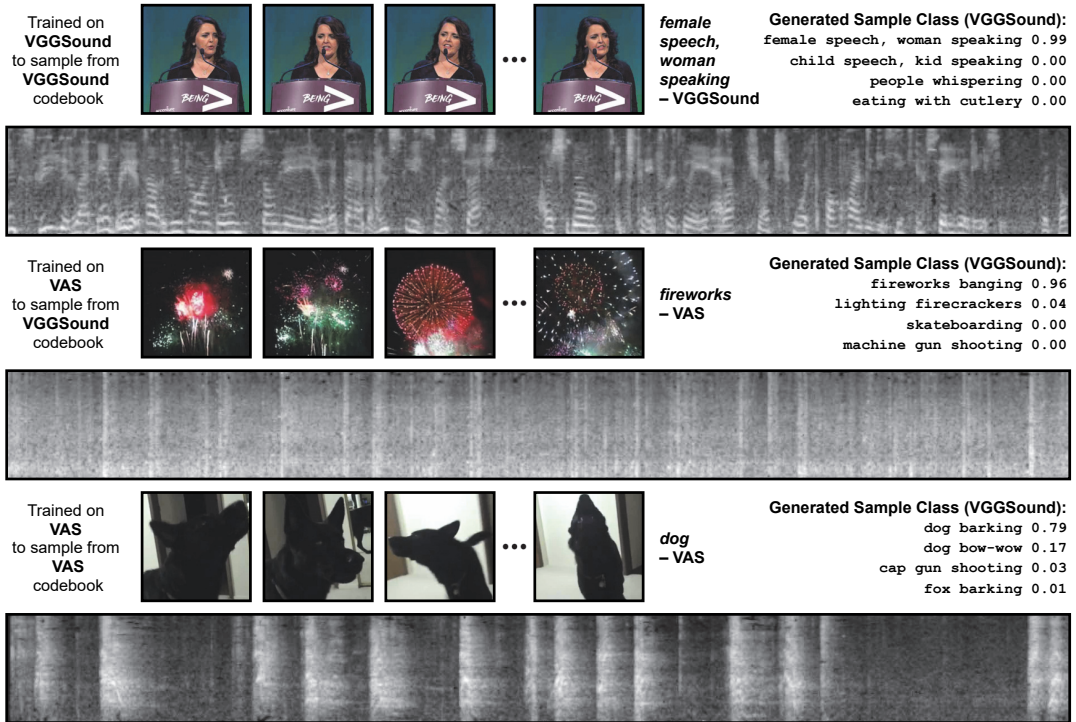 Trained on
VGGSound
to sample from
VGGSound
codebook
BEING
BEING
BEING
BEING
female
speech,
woman
speaking
– VGGSound
Generated Sample Class (VGGSound):
female speech, woman speaking 0.99
child speech, kid speaking 0.00
people whispering 0.00
eating with cutlery 0.00
Trained on
VAS
to sample from
VGGSound
codebook
fireworks
– VAS
Generated Sample Class (VGGSound):
fireworks banging 0.96
lighting firecrackers 0.04
skateboarding 0.00
machine gun shooting 0.00
Trained on
VAS
to sample from
VAS
codebook
dog
– VAS
Generated Sample Class (VGGSound):
dog barking 0.79
dog bow-wow 0.17
cap gun shooting 0.03
fox barking 0.01